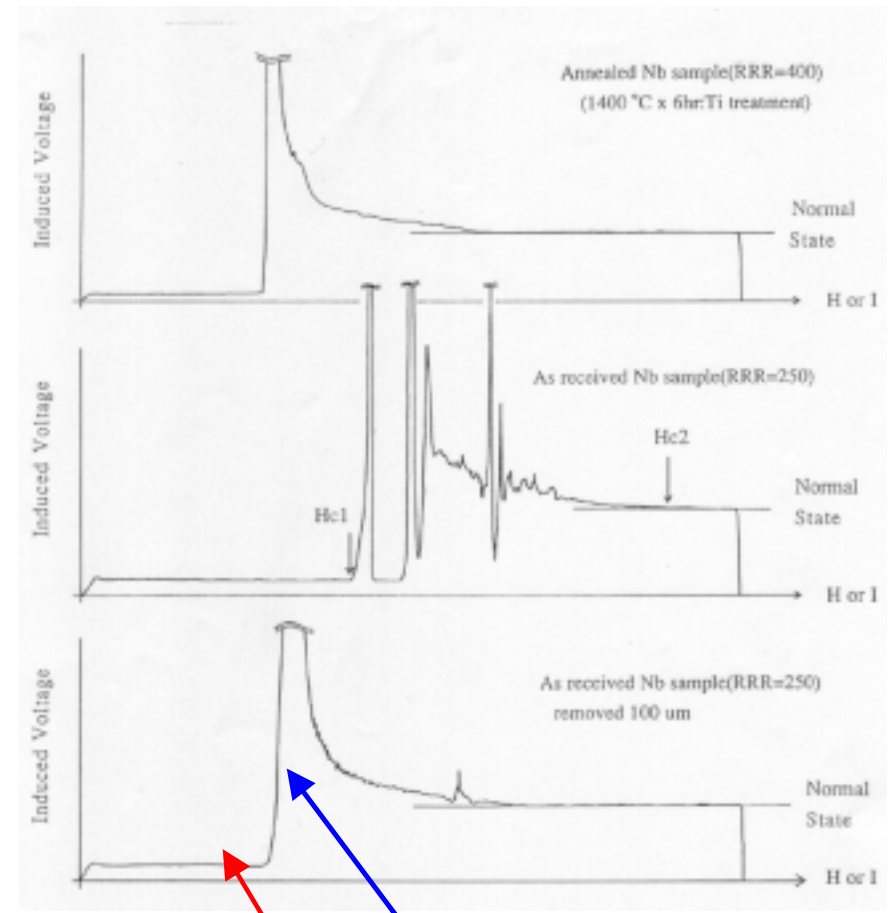 Induced Voltage
Annealed Nb sample(RRR=400)
(1400 °C x 6hr:Ti treatment)
Normal
State
H or I
Induced Voltage
As received Nb sample(RRR=250)
Hc1
Hc2
Normal
State
H or I
Induced Voltage
As received Nb sample(RRR=250)
removed 100 um
Normal
State
H or I